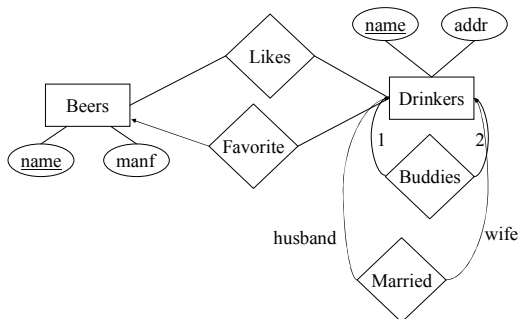 name
addr
Likes
Beers
Drinkers
name
manf
Favorite
1
2
Buddies
husband
wife
Married